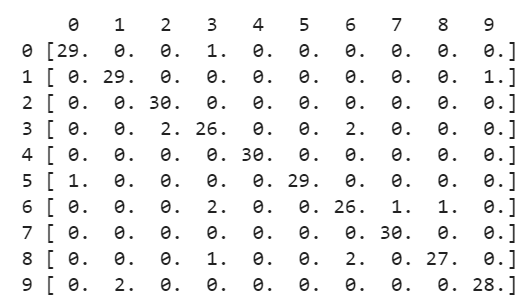 0   1   2   3   4   5   6   7   8   9
0 [29.  0.  0.  1.  0.  0.  0.  0.  0.  0.]
1 [ 0. 29.  0.  0.  0.  0.  0.  0.  0.  1.]
2 [ 0.  0. 30.  0.  0.  0.  0.  0.  0.  0.]
3 [ 0.  0.  2. 26.  0.  0.  2.  0.  0.  0.]
4 [ 0.  0.  0.  0. 30.  0.  0.  0.  0.  0.]
5 [ 1.  0.  0.  0.  0. 29.  0.  0.  0.  0.]
6 [ 0.  0.  0.  2.  0.  0. 26.  1.  1.  0.]
7 [ 0.  0.  0.  0.  0.  0.  0. 30.  0.  0.]
8 [ 0.  0.  0.  1.  0.  0.  2.  0. 27.  0.]
9 [ 0.  2.  0.  0.  0.  0.  0.  0.  0. 28.]